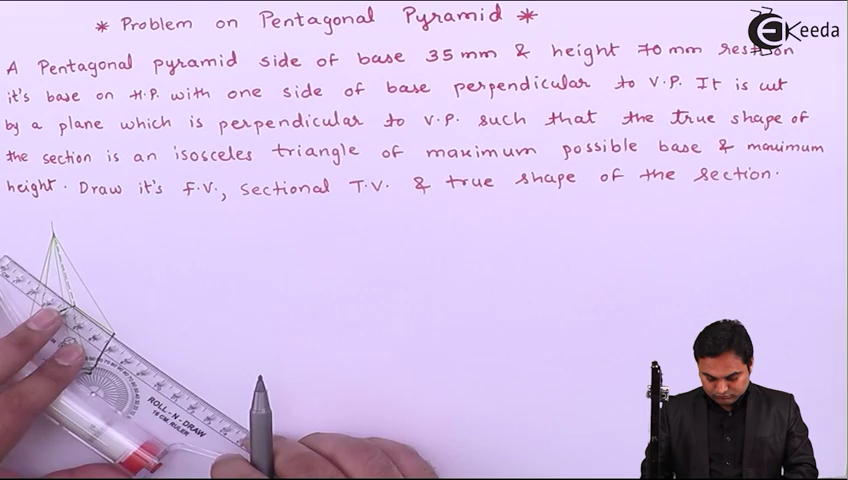 * Problem on Pentagonal Pyramid *
EKeeda
A Pentagonal pyramid side of base 35 mm & height 70 mm rests on
it's base on H.P. with one side of base perpendicular to V.P. It is cut
by a plane which is perpendicular to V.P. such that the true shape of
the section is an isosceles triangle of maximum possible base & maximum
height. Draw it's F.V., Sectional T.V. & true shape of the section.
ROLL-N-DRAW